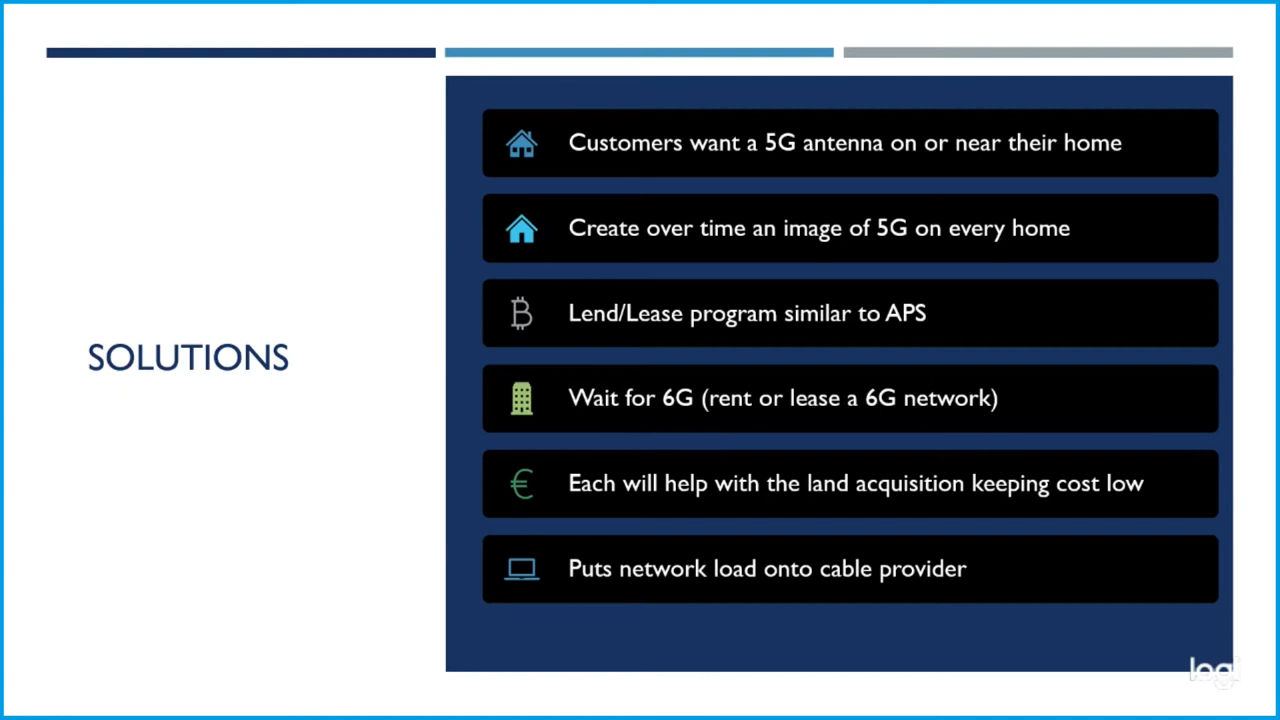 SOLUTIONS
Customers want a 5G antenna on or near their home
Create over time an image of 5G on every home
Lend/Lease program similar to APS
Wait for 6G (rent or lease a 6G network)
Each will help with the land acquisition keeping cost low
Puts network load onto cable provider
logi